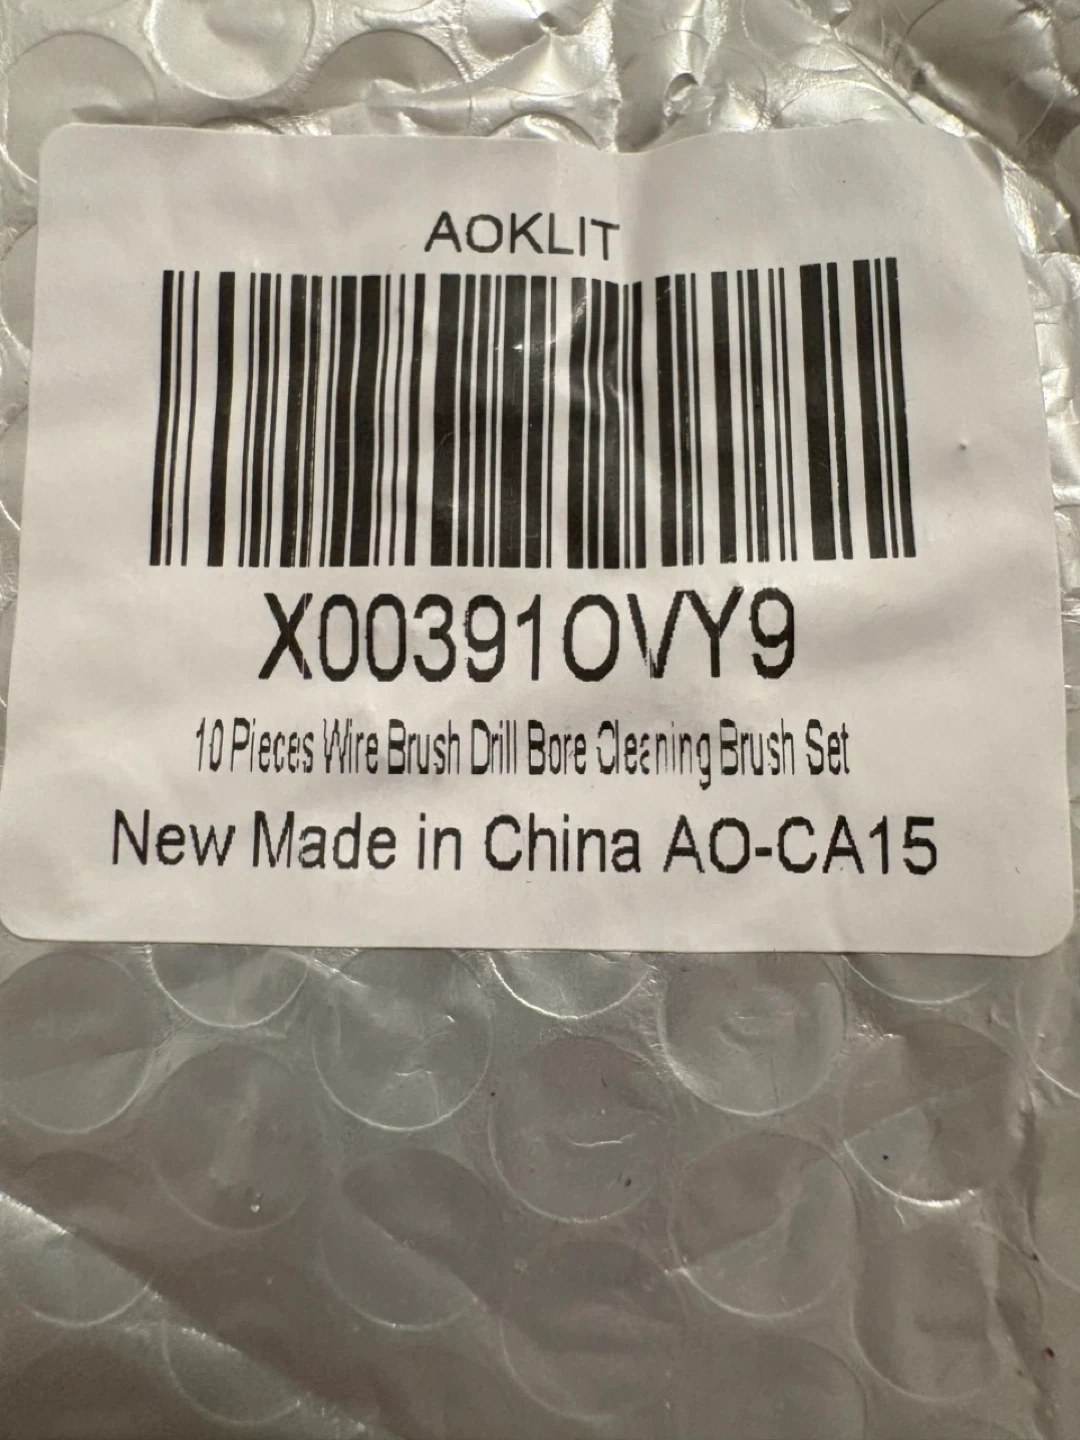 AOKLIT
X00391OVY9
10 Pieces Wire Brush Drill Bore Cleaning Brush Set
New Made in China AO-CA15